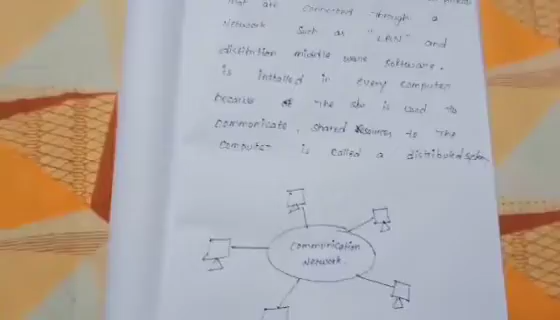 that are connected through a
network such as "LAN" and
distribution middle ware software.
is installed in every computer
because the s/w is used to
communicate, shared resources to the
computer is called a distributed system
Communication
network.